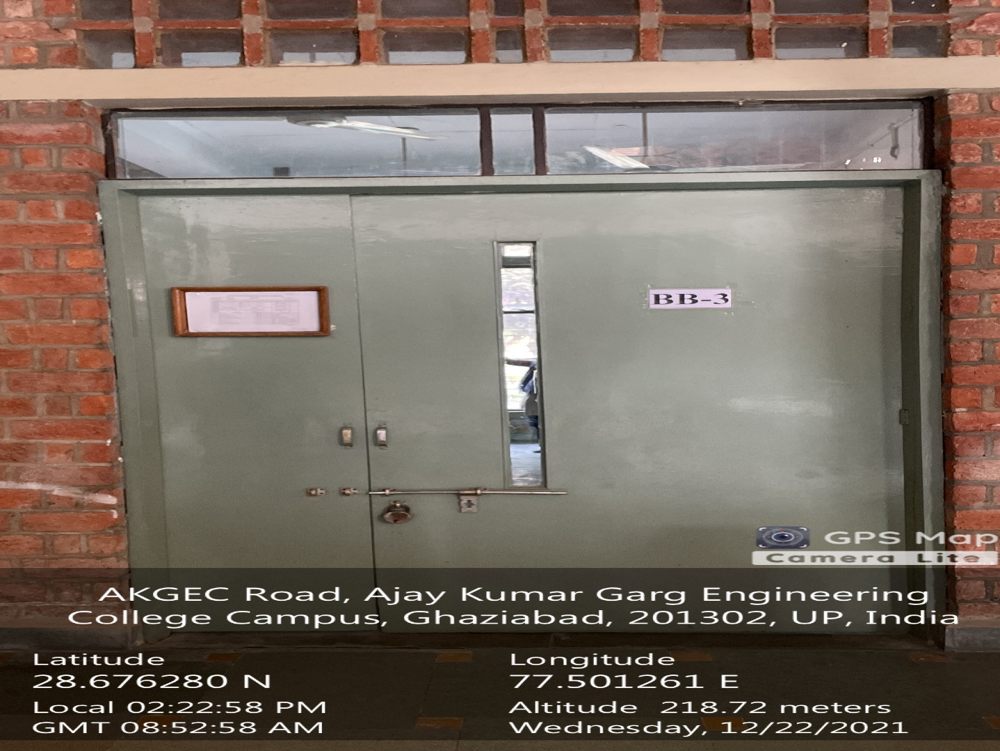 BB-3
GPS Map
Camera Lite
AKGEC Road, Ajay Kumar Garg Engineering
College Campus, Ghaziabad, 201302, UP, India
Latitude
28.676280 N
Longitude
77.501261 E
Local 02:22:58 PM
GMT 08:52:58 AM
Altitude 218.72 meters
Wednesday, 12/22/2021